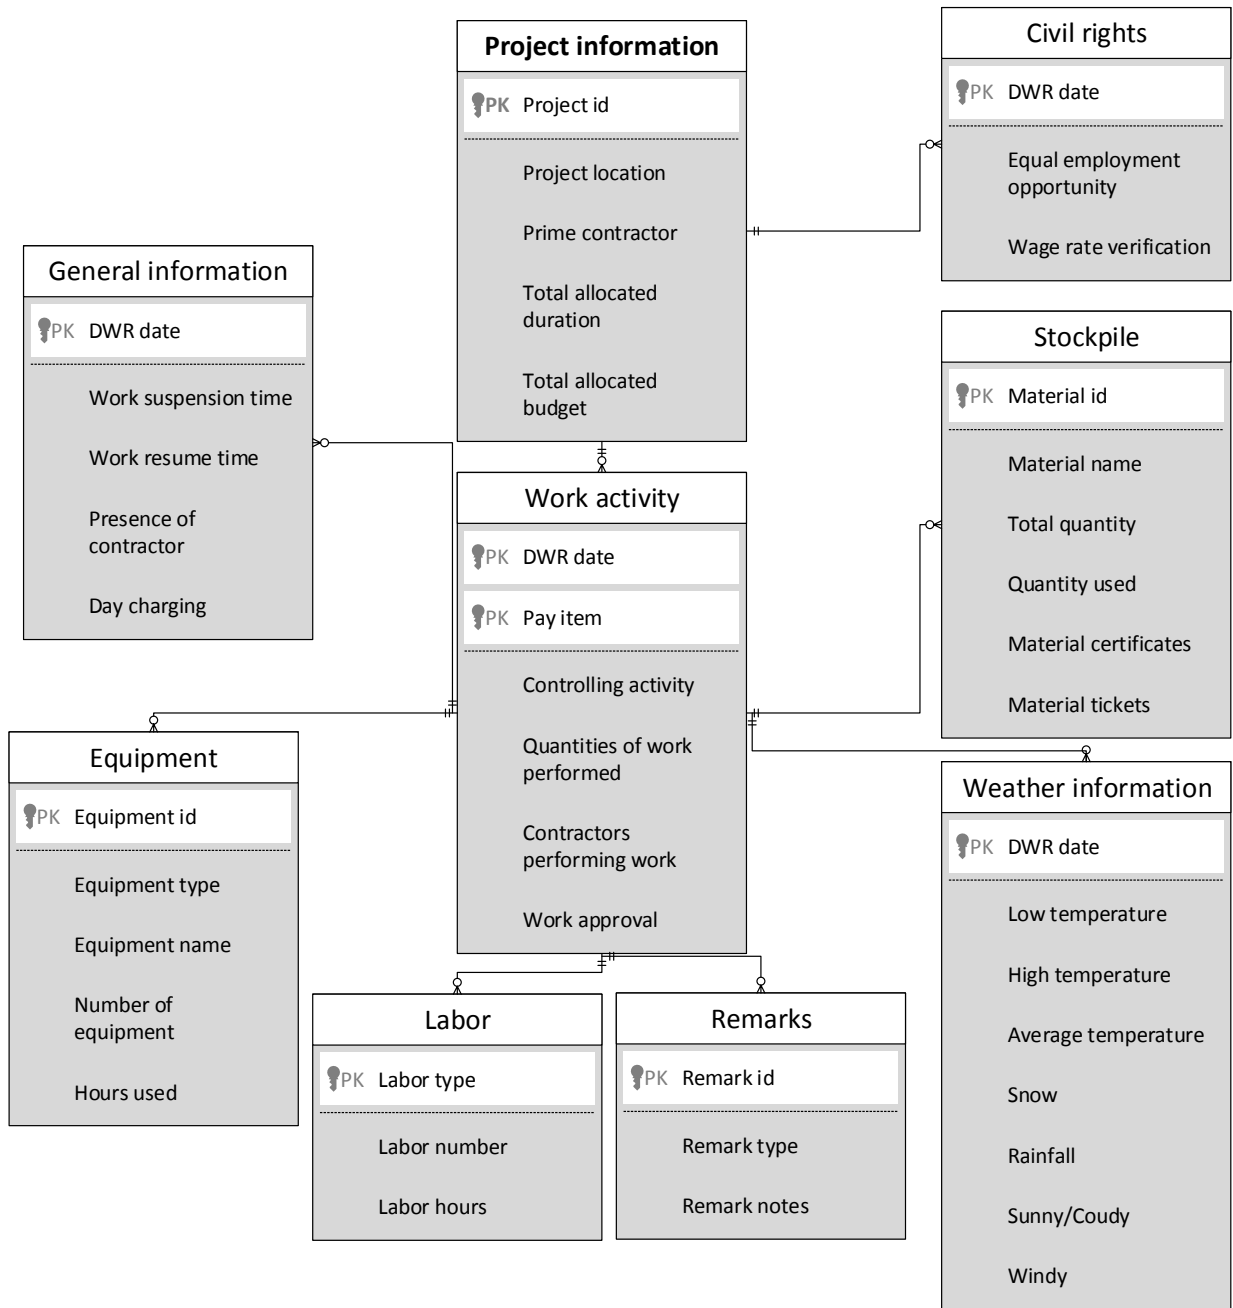 Project information
PK Project id
Project location
Prime contractor
Total allocated
duration
Total allocated
budget
Civil rights
PK DWR date
Equal employment
opportunity
Wage rate verification
General information
PK DWR date
Work suspension time
Work resume time
Presence of
contractor
Day charging
Stockpile
PK Material id
Material name
Total quantity
Quantity used
Material certificates
Material tickets
Work activity
PK DWR date
PK Pay item
Controlling activity
Quantities of work
performed
Contractors
performing work
Work approval
Equipment
PK Equipment id
Equipment type
Equipment name
Number of
equipment
Hours used
Weather information
PK DWR date
Low temperature
High temperature
Average temperature
Snow
Rainfall
Sunny/Coudy
Windy
Labor
PK Labor type
Labor number
Labor hours
Remarks
PK Remark id
Remark type
Remark notes